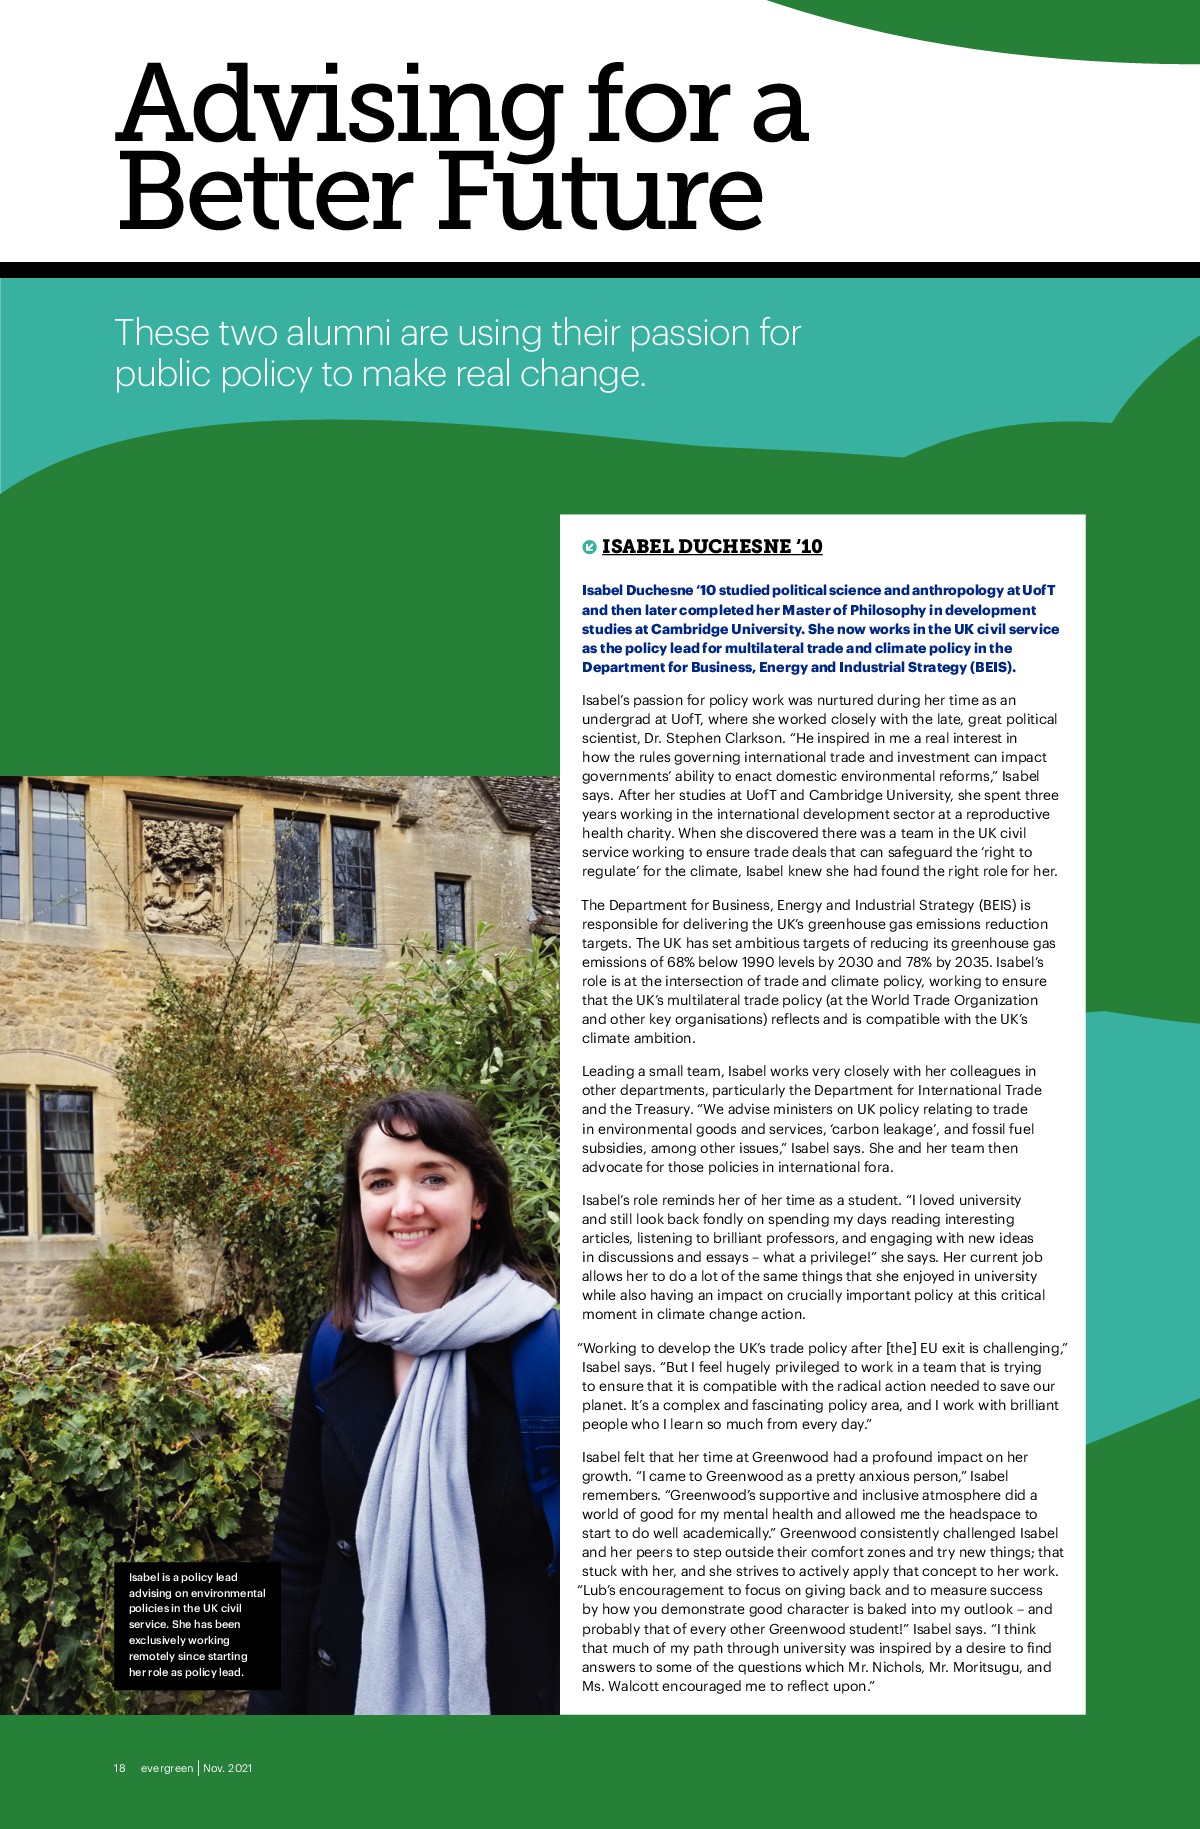 Advising for a
Better Future
These two alumni are using their passion for
public policy to make real change.
ISABEL DUCHESNE ‘10
Isabel Duchesne ‘10 studied political science and anthropology at UofT
and then later completed her Master of Philosophy in development
studies at Cambridge University. She now works in the UK civil service
as the policy lead for multilateral trade and climate policy in the
Department for Business, Energy and Industrial Strategy (BEIS).
Isabel’s passion for policy work was nurtured during her time as an
undergrad at UofT, where she worked closely with the late, great political
scientist, Dr. Stephen Clarkson. “He inspired in me a real interest in
how the rules governing international trade and investment can impact
governments’ ability to enact domestic environmental reforms,” Isabel
says. After her studies at UofT and Cambridge University, she spent three
years working in the international development sector at a reproductive
health charity. When she discovered there was a team in the UK civil
service working to ensure trade deals that can safeguard the ‘right to
regulate’ for the climate, Isabel knew she had found the right role for her.
The Department for Business, Energy and Industrial Strategy (BEIS) is
responsible for delivering the UK’s greenhouse gas emissions reduction
targets. The UK has set ambitious targets of reducing its greenhouse gas
emissions of 68% below 1990 levels by 2030 and 78% by 2035. Isabel’s
role is at the intersection of trade and climate policy, working to ensure
that the UK’s multilateral trade policy (at the World Trade Organization
and other key organisations) reflects and is compatible with the UK’s
climate ambition.
Leading a small team, Isabel works very closely with her colleagues in
other departments, particularly the Department for International Trade
and the Treasury. “We advise ministers on UK policy relating to trade
in environmental goods and services, ‘carbon leakage’, and fossil fuel
subsidies, among other issues,” Isabel says. She and her team then
advocate for those policies in international fora.
Isabel’s role reminds her of her time as a student. “I loved university
and still look back fondly on spending my days reading interesting
articles, listening to brilliant professors, and engaging with new ideas
in discussions and essays – what a privilege!” she says. Her current job
allows her to do a lot of the same things that she enjoyed in university
while also having an impact on crucially important policy at this critical
moment in climate change action.
“Working to develop the UK’s trade policy after [the] EU exit is challenging,”
Isabel says. “But I feel hugely privileged to work in a team that is trying
to ensure that it is compatible with the radical action needed to save our
planet. It’s a complex and fascinating policy area, and I work with brilliant
people who I learn so much from every day.”
Isabel felt that her time at Greenwood had a profound impact on her
growth. “I came to Greenwood as a pretty anxious person,” Isabel
remembers. “Greenwood’s supportive and inclusive atmosphere did a
world of good for my mental health and allowed me the headspace to
start to do well academically.” Greenwood consistently challenged Isabel
and her peers to step outside their comfort zones and try new things; that
stuck with her, and she strives to actively apply that concept to her work.
“Lub’s encouragement to focus on giving back and to measure success
by how you demonstrate good character is baked into my outlook – and
probably that of every other Greenwood student!” Isabel says. “I think
that much of my path through university was inspired by a desire to find
answers to some of the questions which Mr. Nichols, Mr. Moritsugu, and
Ms. Walcott encouraged me to reflect upon.”
Isabel is a policy lead
advising on environmental
policies in the UK civil
service. She has been
exclusively working
remotely since starting
her role as policy lead.
18 evergreen | Nov. 2021